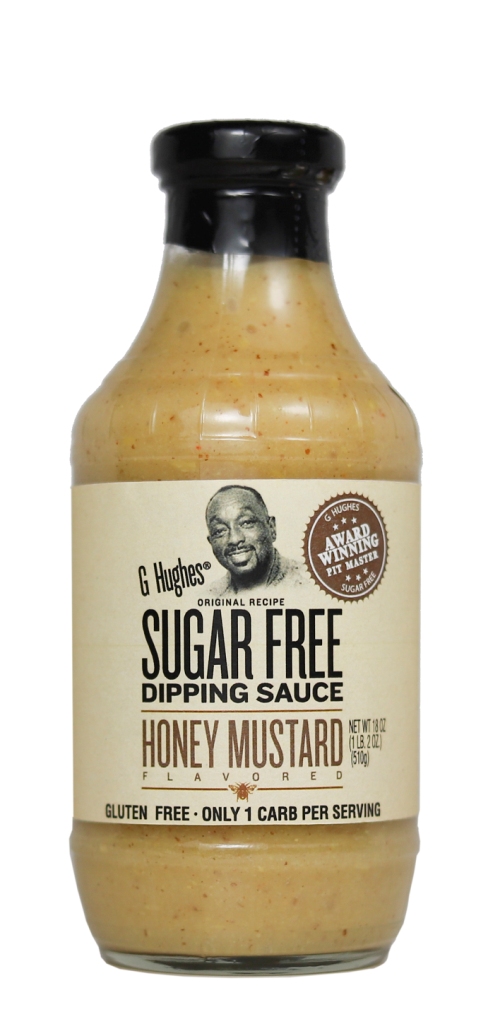 G HUGHES
AWARD
WINNING
PIT MASTER
SUGAR FREE
G Hughes®
ORIGINAL RECIPE
SUGAR FREE
DIPPING SAUCE
HONEY MUSTARD
FLAVORED
NET WT 18 OZ
(1 LB. 2 OZ.)
(510g)
GLUTEN FREE · ONLY 1 CARB PER SERVING